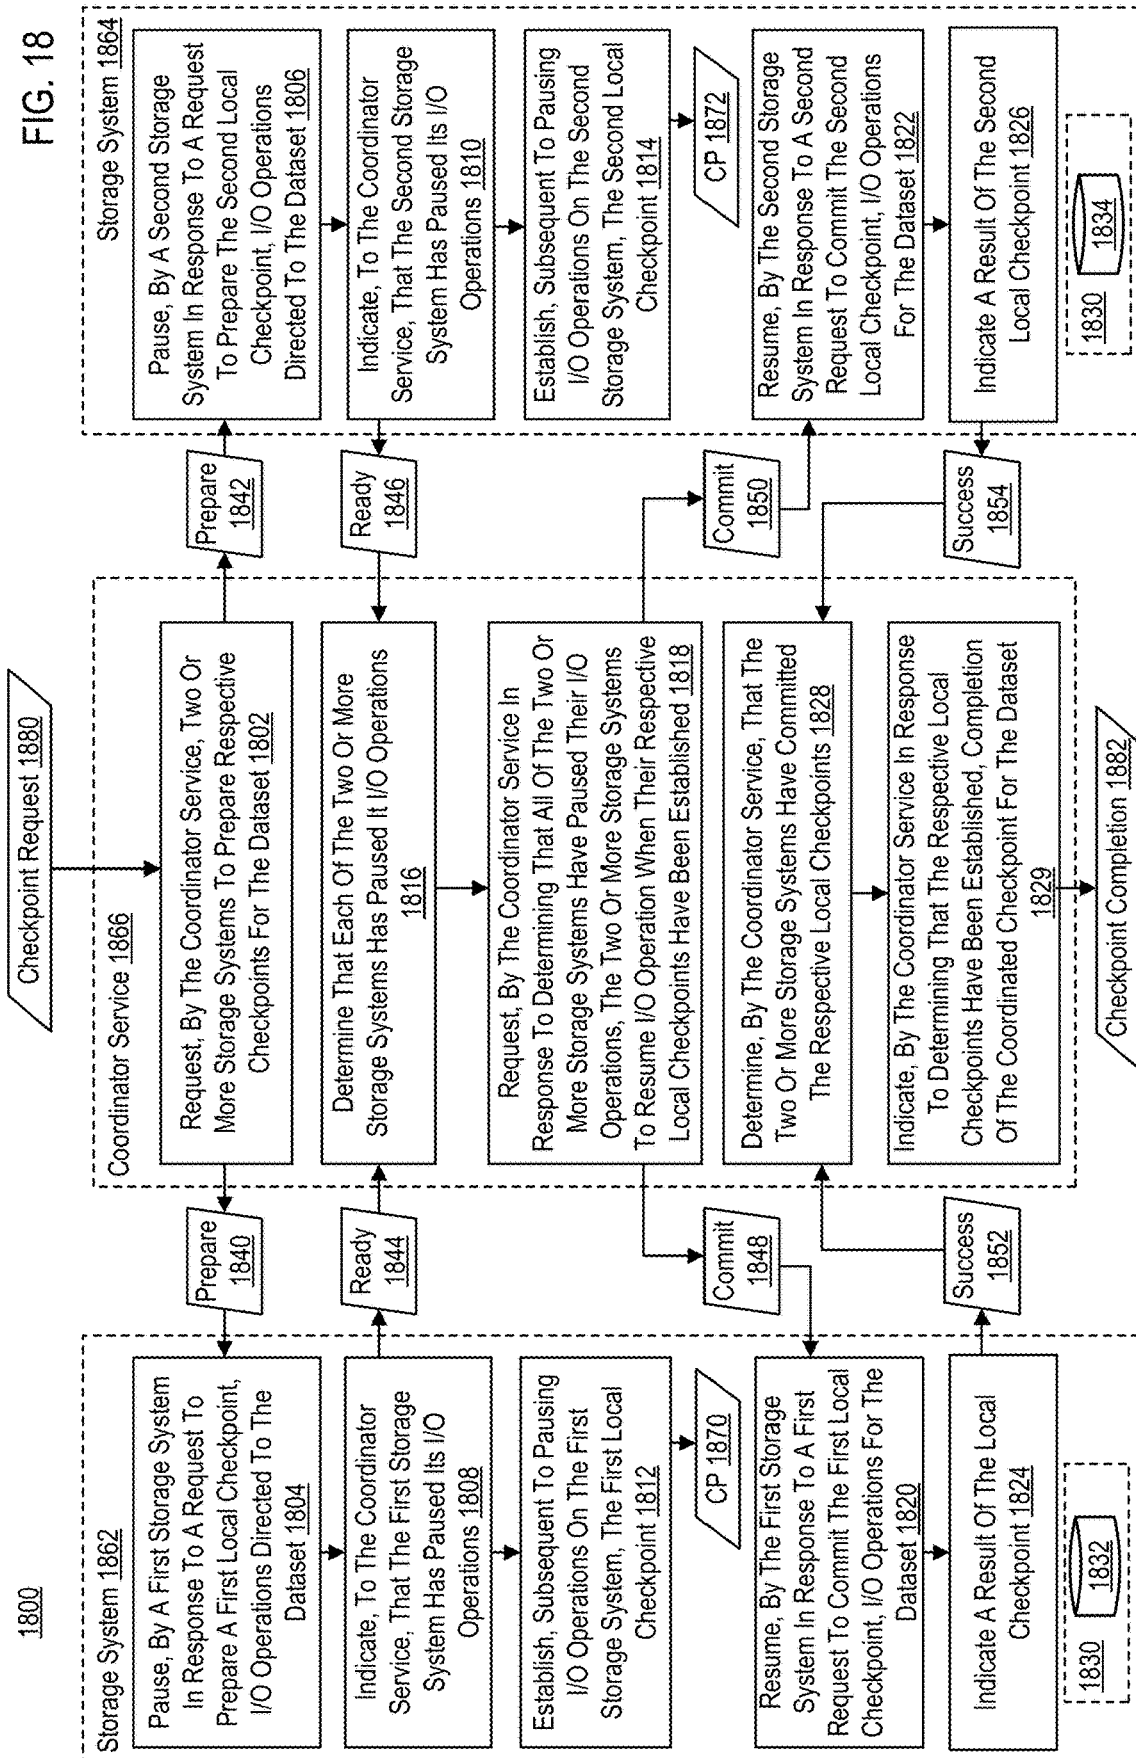 FIG. 18
1800
Checkpoint Request 1880
Storage System 1862
Pause, By A First Storage System
In Response To A Request To
Prepare A First Local Checkpoint,
I/O Operations Directed To The
Dataset 1804
Indicate, To The Coordinator
Service, That The First Storage
System Has Paused Its I/O
Operations 1808
Establish, Subsequent To Pausing
I/O Operations On The First
Storage System, The First Local
Checkpoint 1812
CP 1870
Resume, By The First Storage
System In Response To A First
Request To Commit The First Local
Checkpoint, I/O Operations For The
Dataset 1820
Indicate A Result Of The Local
Checkpoint 1824
1830
1832
Prepare
1840
Ready
1844
Commit
1848
Success
1852
Coordinator Service 1866
Request, By The Coordinator Service, Two Or
More Storage Systems To Prepare Respective
Checkpoints For The Dataset 1802
Determine That Each Of The Two Or More
Storage Systems Has Paused It I/O Operations
1816
Request, By The Coordinator Service In
Response To Determining That All Of The Two Or
More Storage Systems Have Paused Their I/O
Operations, The Two Or More Storage Systems
To Resume I/O Operation When Their Respective
Local Checkpoints Have Been Established 1818
Determine, By The Coordinator Service, That The
Two Or More Storage Systems Have Committed
The Respective Local Checkpoints 1828
Indicate, By The Coordinator Service In Response
To Determining That The Respective Local
Checkpoints Have Been Established, Completion
Of The Coordinated Checkpoint For The Dataset
1829
Checkpoint Completion 1882
Prepare
1842
Ready
1846
Commit
1850
Success
1854
Storage System 1864
Pause, By A Second Storage
System In Response To A Request
To Prepare The Second Local
Checkpoint, I/O Operations
Directed To The Dataset 1806
Indicate, To The Coordinator
Service, That The Second Storage
System Has Paused Its I/O
Operations 1810
Establish, Subsequent To Pausing
I/O Operations On The Second
Storage System, The Second Local
Checkpoint 1814
CP 1872
Resume, By The Second Storage
System In Response To A Second
Request To Commit The Second
Local Checkpoint, I/O Operations
For The Dataset 1822
Indicate A Result Of The Second
Local Checkpoint 1826
1830
1834